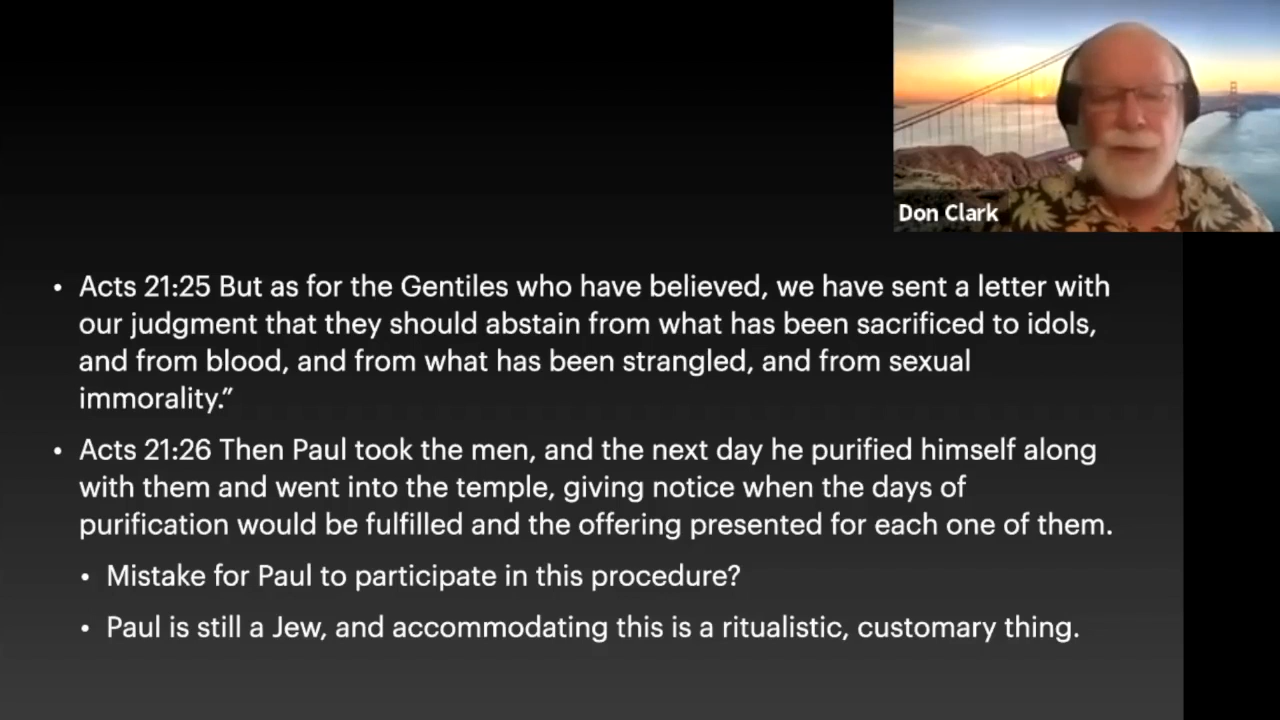 Don Clark
• Acts 21:25 But as for the Gentiles who have believed, we have sent a letter with
our judgment that they should abstain from what has been sacrificed to idols,
and from blood, and from what has been strangled, and from sexual
immorality.”
• Acts 21:26 Then Paul took the men, and the next day he purified himself along
with them and went into the temple, giving notice when the days of
purification would be fulfilled and the offering presented for each one of them.
• Mistake for Paul to participate in this procedure?
• Paul is still a Jew, and accommodating this is a ritualistic, customary thing.